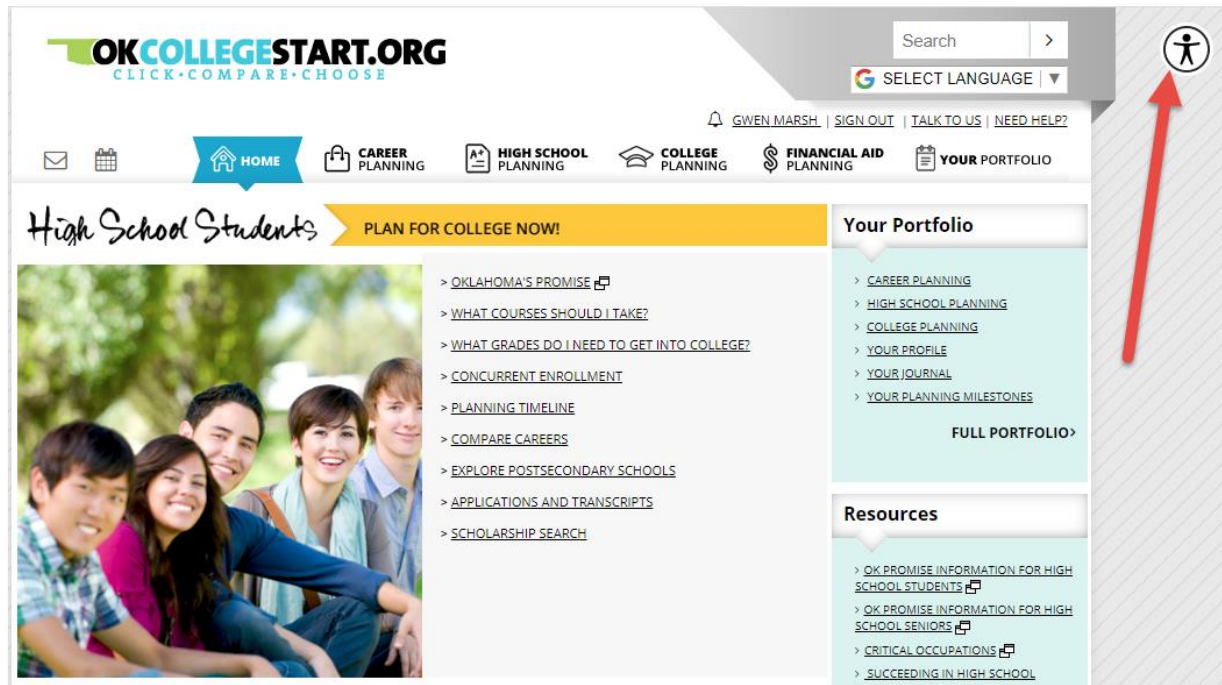 OKCOLLEGESTART.ORG
CLICK•COMPARE•CHOOSE
Search >
G SELECT LANGUAGE | ▼
GWEN MARSH | SIGN OUT | TALK TO US | NEED HELP?
HOME
CAREER
PLANNING
A+
HIGH SCHOOL
PLANNING
COLLEGE
PLANNING
FINANCIAL AID
PLANNING
YOUR PORTFOLIO
High School Students
PLAN FOR COLLEGE NOW!
> OKLAHOMA'S PROMISE
> WHAT COURSES SHOULD I TAKE?
> WHAT GRADES DO I NEED TO GET INTO COLLEGE?
> CONCURRENT ENROLLMENT
> PLANNING TIMELINE
> COMPARE CAREERS
> EXPLORE POSTSECONDARY SCHOOLS
> APPLICATIONS AND TRANSCRIPTS
> SCHOLARSHIP SEARCH
Your Portfolio
> CAREER PLANNING
> HIGH SCHOOL PLANNING
> COLLEGE PLANNING
> YOUR PROFILE
> YOUR JOURNAL
> YOUR PLANNING MILESTONES
FULL PORTFOLIO>
Resources
> OK PROMISE INFORMATION FOR HIGH
SCHOOL STUDENTS
> OK PROMISE INFORMATION FOR HIGH
SCHOOL SENIORS
> CRITICAL OCCUPATIONS
> SUCCEEDING IN HIGH SCHOOL